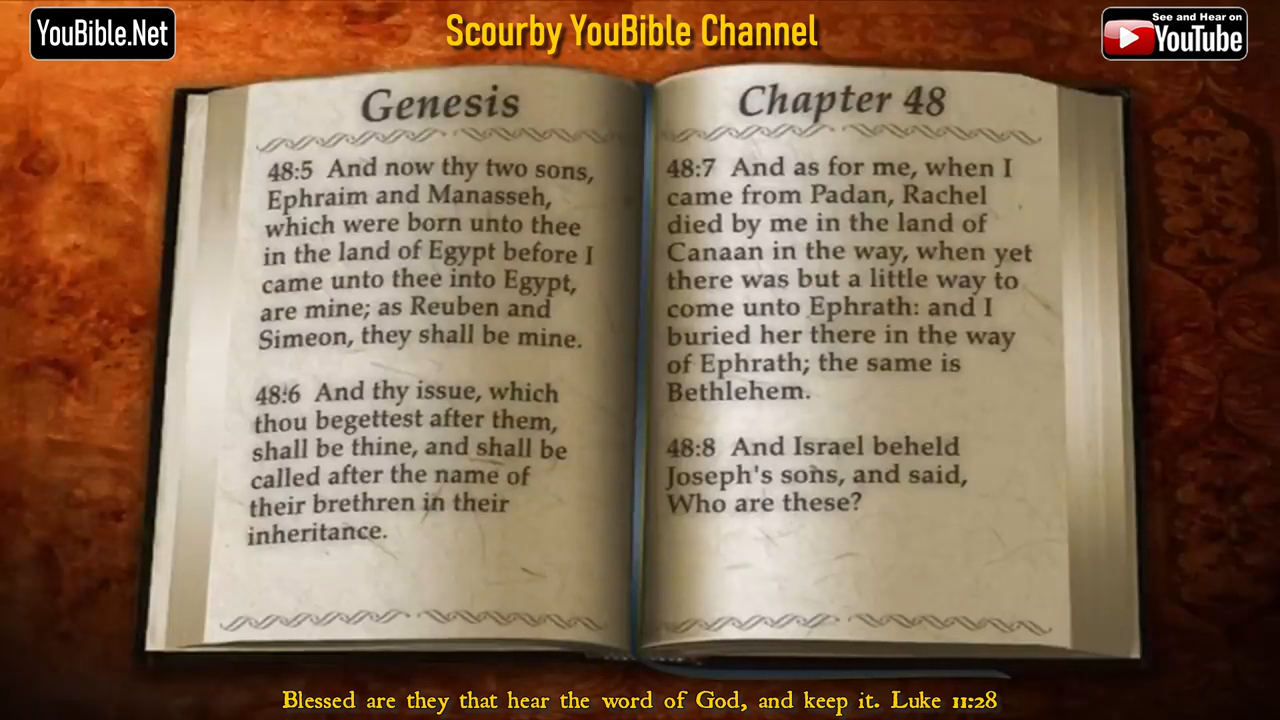 YouBible.Net
Scourby YouBible Channel
See and Hear on
YouTube
Genesis
48:5 And now thy two sons,
Ephraim and Manasseh,
which were born unto thee
in the land of Egypt before I
came unto thee into Egypt,
are mine; as Reuben and
Simeon, they shall be mine.
48:6 And thy issue, which
thou begettest after them,
shall be thine, and shall be
called after the name of
their brethren in their
inheritance.
Chapter 48
48:7 And as for me, when I
came from Padan, Rachel
died by me in the land of
Canaan in the way, when yet
there was but a little way to
come unto Ephrath: and I
buried her there in the way
of Ephrath; the same is
Bethlehem.
48:8 And Israel beheld
Joseph's sons, and said,
Who are these?
Blessed are they that hear the word of God, and keep it. Luke 11:28